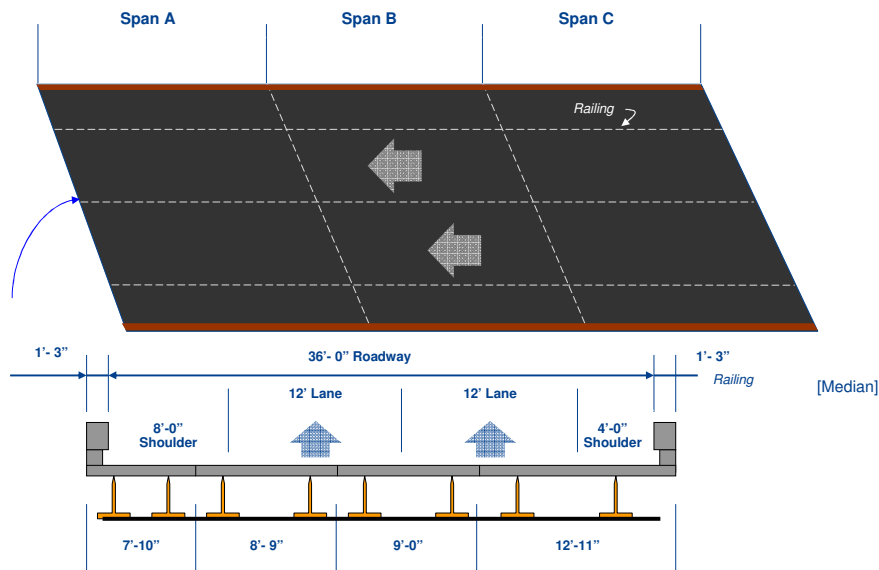 Span A
Span B
Span C
Railing
1’- 3”
36’- 0” Roadway
1’- 3”
12’ Lane
12’ Lane
Railing
[Median]
8’-0”
Shoulder
4’-0”
Shoulder
7’-10”
8’- 9”
9’-0”
12’-11”